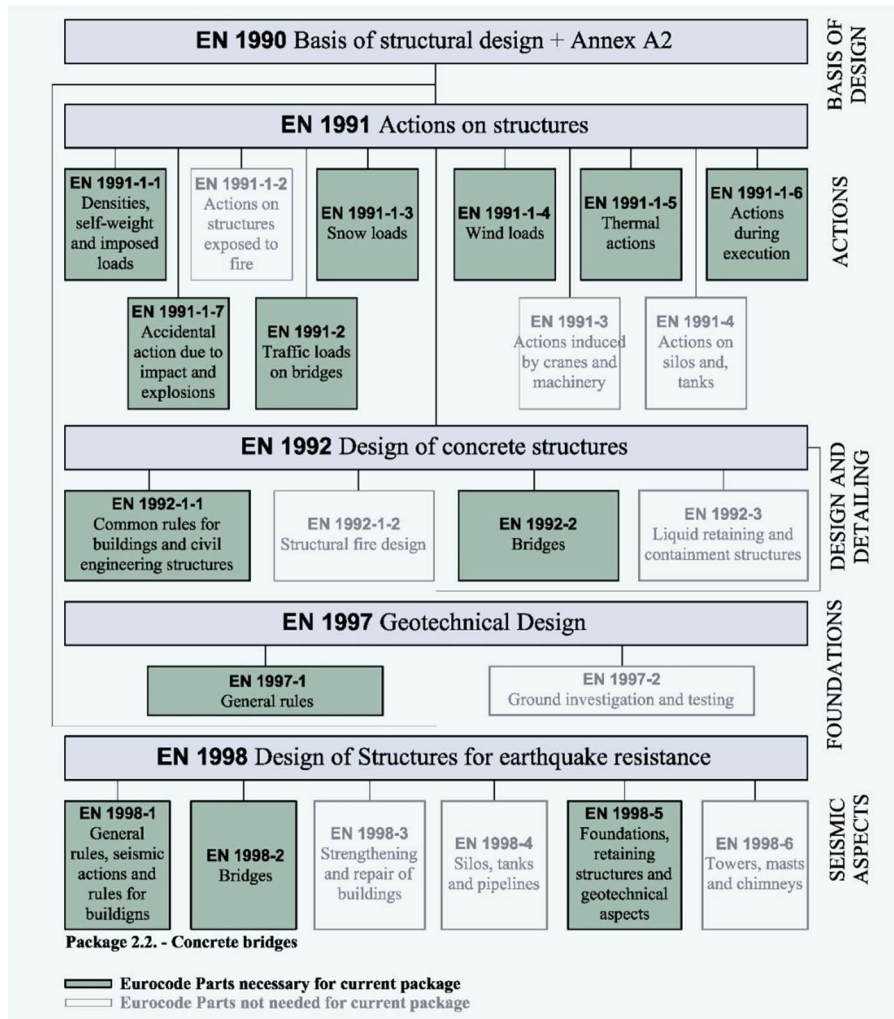 EN 1990 Basis of structural design + Annex A2
BASIS OF
DESIGN
EN 1991 Actions on structures
ACTIONS
EN 1991-1-1
Densities,
self-weight
and imposed
loads
EN 1991-1-2
Actions on
structures
exposed to
fire
EN 1991-1-3
Snow loads
EN 1991-1-4
Wind loads
EN 1991-1-5
Thermal
actions
EN 1991-1-6
Actions
during
execution
EN 1991-1-7
Accidental
action due to
impact and
explosions
EN 1991-2
Traffic loads
on bridges
EN 1991-3
Actions induced
by cranes and
machinery
EN 1991-4
Actions on
silos and,
tanks
EN 1992 Design of concrete structures
DESIGN AND
DETAILING
EN 1992-1-1
Common rules for
buildings and civil
engineering structures
EN 1992-1-2
Structural fire design
EN 1992-2
Bridges
EN 1992-3
Liquid retaining and
containment structures
EN 1997 Geotechnical Design
FOUNDATIONS
EN 1997-1
General rules
EN 1997-2
Ground investigation and testing
EN 1998 Design of Structures for earthquake resistance
SEISMIC
ASPECTS
EN 1998-1
General
rules, seismic
actions and
rules for
buildigns
EN 1998-2
Bridges
EN 1998-3
Strengthening
and repair of
buildings
EN 1998-4
Silos, tanks
and pipelines
EN 1998-5
Foundations,
retaining
structures and
geotechnical
aspects
EN 1998-6
Towers, masts
and chimneys
Package 2.2. - Concrete bridges
Eurocode Parts necessary for current package
Eurocode Parts not needed for current package